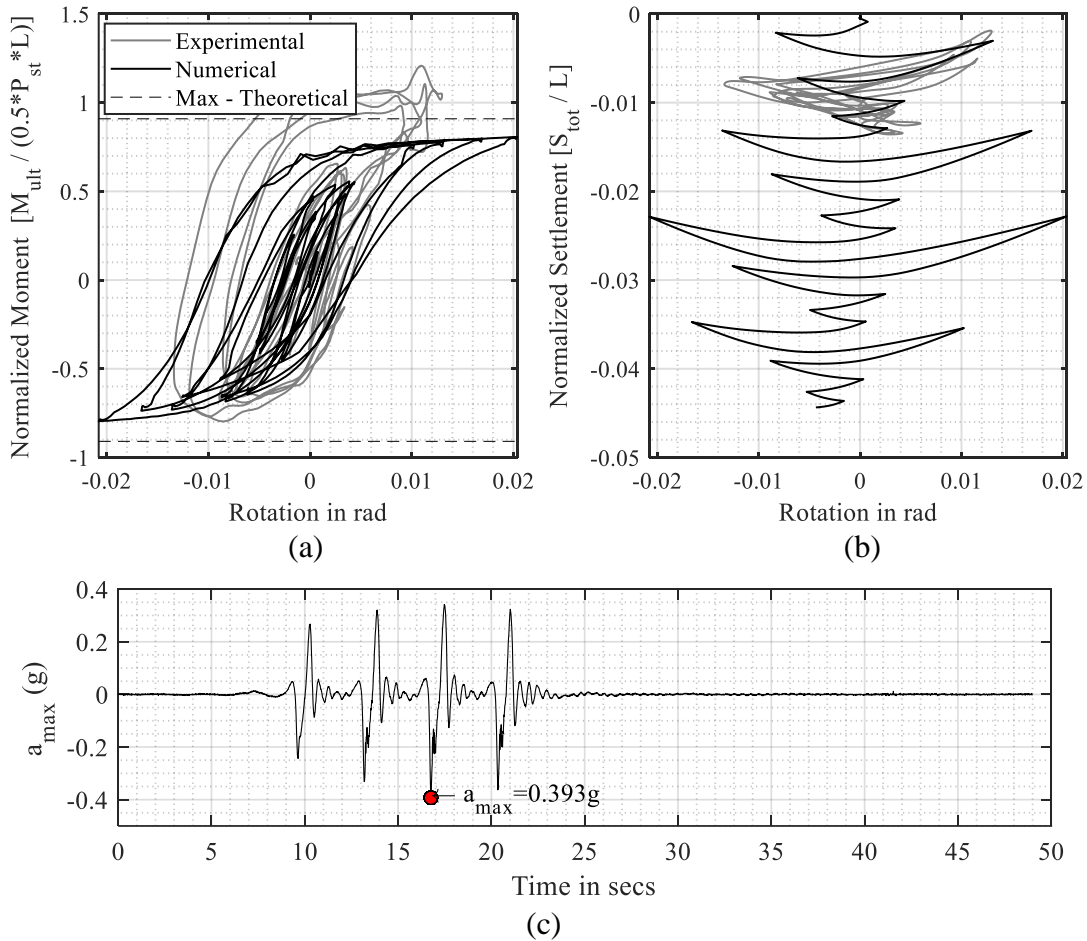 Normalized Moment [M_ult / (0.5*P_st*L)]
1.5
1
0.5
0
-0.5
-1
Experimental
Numerical
Max - Theoretical
-0.02 -0.01 0 0.01 0.02
Rotation in rad
(a)
Normalized Settlement [S_tot / L]
0
-0.01
-0.02
-0.03
-0.04
-0.05
-0.02 -0.01 0 0.01 0.02
Rotation in rad
(b)
a_max (g)
0.4
0.2
0
-0.2
-0.4
a_max=0.393g
0 5 10 15 20 25 30 35 40 45 50
Time in secs
(c)